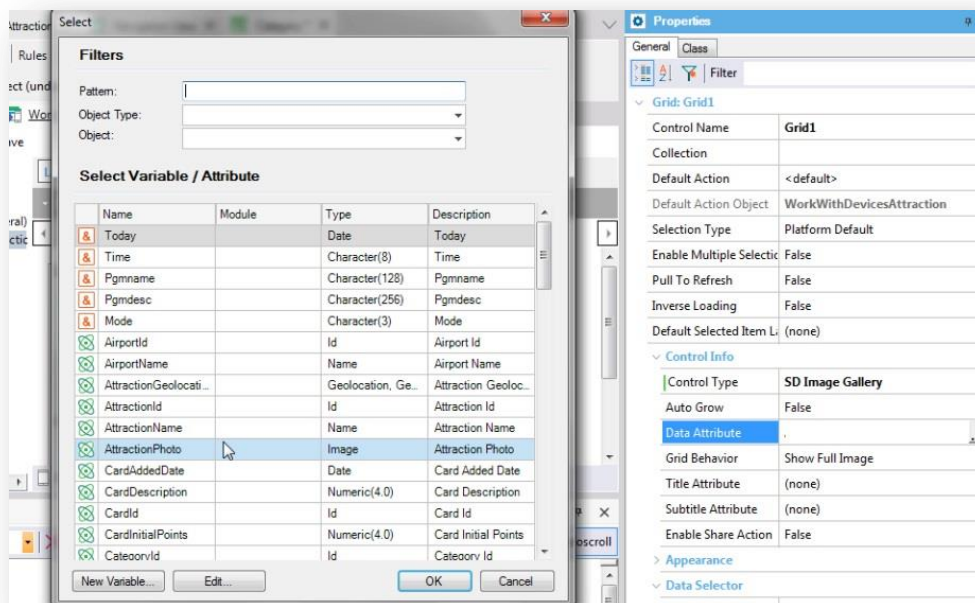 Attraction
Rules
ect (und
Wor
ave
L
eral)
ctic
Select
Filters
Pattern:
Object Type:
Object:
Select Variable / Attribute
Name Module Type Description
& Today Date Today
& Time Character(8) Time
& Pgmname Character(128) Pgmname
& Pgmdesc Character(256) Pgmdesc
& Mode Character(3) Mode
AirportId Id Airport Id
AirportName Name Airport Name
AttractionGeolocati... Geolocation, Ge... Attraction Geoloc...
AttractionId Id Attraction Id
AttractionName Name Attraction Name
AttractionPhoto Image Attraction Photo
CardAddedDate Date Card Added Date
CardDescription Numeric(4.0) Card Description
CardId Id Card Id
CardInitialPoints Numeric(4.0) Card Initial Points
CategoryId Id Category Id
New Variable... Edit... OK Cancel
oscroll
Properties
General Class
Filter
Grid: Grid1
Control Name Grid1
Collection
Default Action <default>
Default Action Object WorkWithDevicesAttraction
Selection Type Platform Default
Enable Multiple Selectic False
Pull To Refresh False
Inverse Loading False
Default Selected Item La (none)
Control Info
Control Type SD Image Gallery
Auto Grow False
Data Attribute .
Grid Behavior Show Full Image
Title Attribute (none)
Subtitle Attribute (none)
Enable Share Action False
Appearance
Data Selector